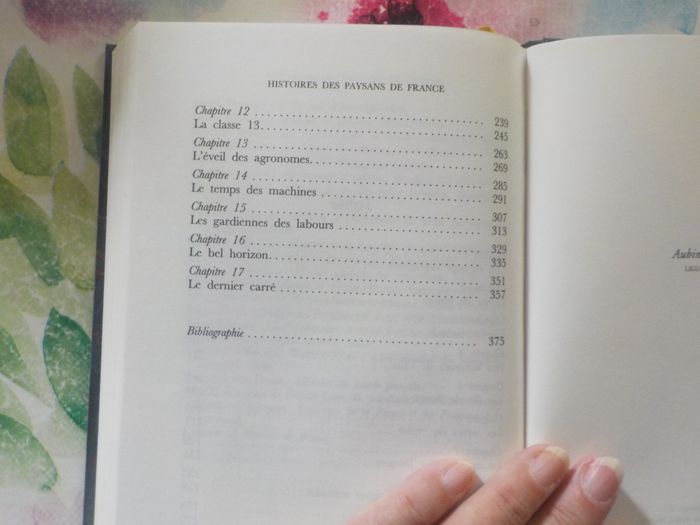 HISTOIRES DES PAYSANS DE FRANCE
Chapitre 12 . . . . . . . . . . . . . . . . . . . . . . . . . . . . . . . . 239
La classe 13. . . . . . . . . . . . . . . . . . . . . . . . . . . . . . . . 245
Chapitre 13 . . . . . . . . . . . . . . . . . . . . . . . . . . . . . . . . 263
L'éveil des agronomes. . . . . . . . . . . . . . . . . . . . . . . . 269
Chapitre 14 . . . . . . . . . . . . . . . . . . . . . . . . . . . . . . . . 285
Le temps des machines . . . . . . . . . . . . . . . . . . . . . . . 291
Chapitre 15 . . . . . . . . . . . . . . . . . . . . . . . . . . . . . . . . 307
Les gardiennes des labours . . . . . . . . . . . . . . . . . . . . 313
Chapitre 16 . . . . . . . . . . . . . . . . . . . . . . . . . . . . . . . . 329
Le bel horizon. . . . . . . . . . . . . . . . . . . . . . . . . . . . . . 335
Chapitre 17 . . . . . . . . . . . . . . . . . . . . . . . . . . . . . . . . 351
Le dernier carré . . . . . . . . . . . . . . . . . . . . . . . . . . . . 357
Bibliographie . . . . . . . . . . . . . . . . . . . . . . . . . . . . . . 375
Aubin